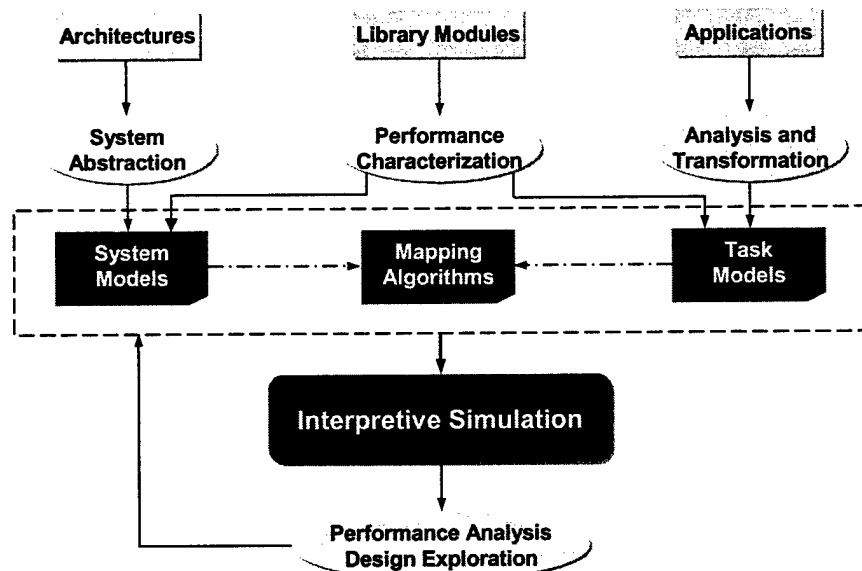 Architectures
Library Modules
Applications
System
Abstraction
Performance
Characterization
Analysis and
Transformation
System
Models
Mapping
Algorithms
Task
Models
Interpretive Simulation
Performance Analysis
Design Exploration